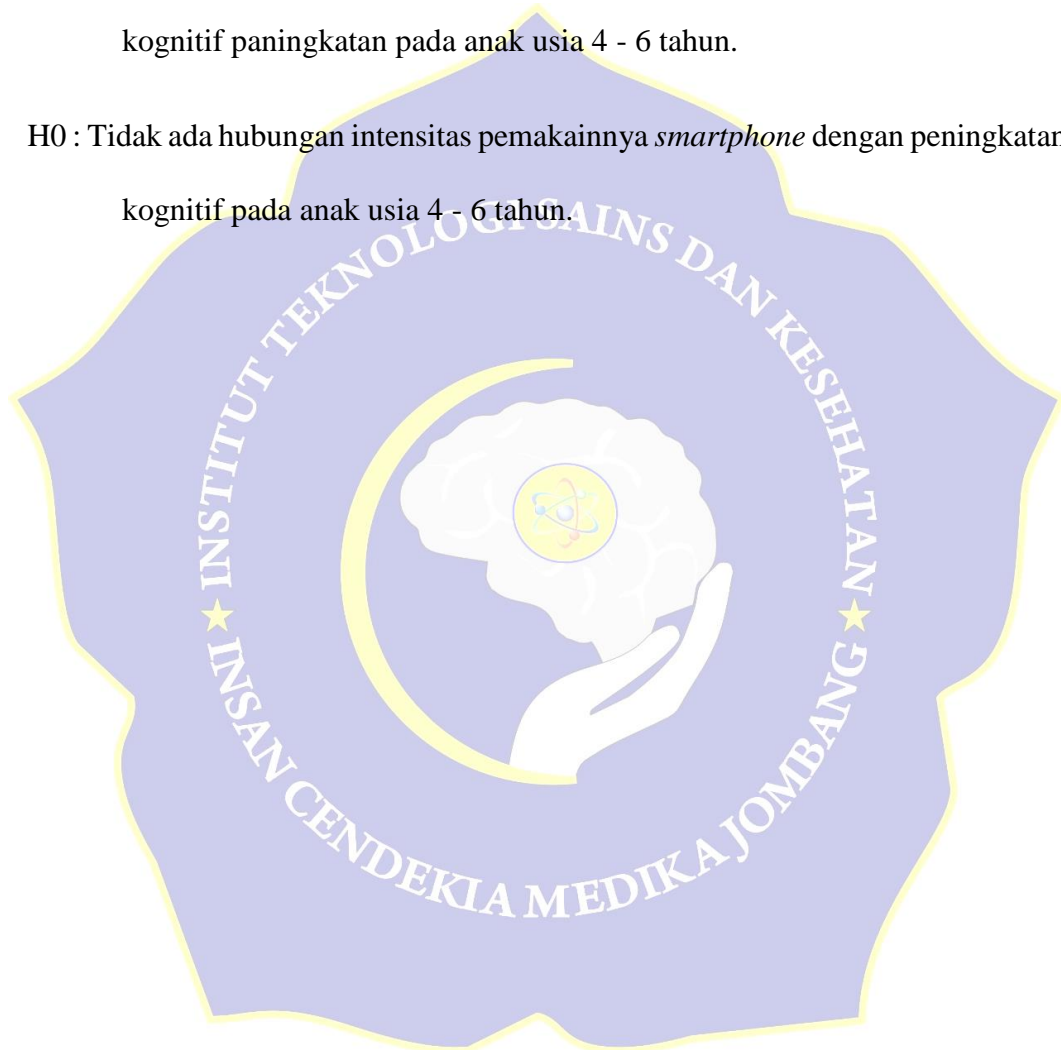 kognitif paningkatan pada anak usia 4 - 6 tahun.
H0 : Tidak ada hubungan intensitas pemakainnya smartphone dengan peningkatan
kognitif pada anak usia 4 - 6 tahun.
INSTITUT TEKNOLOGI SAINS DAN KESEHATAN
★ INSAN CENDEKIA MEDIKA JOMBANG ★